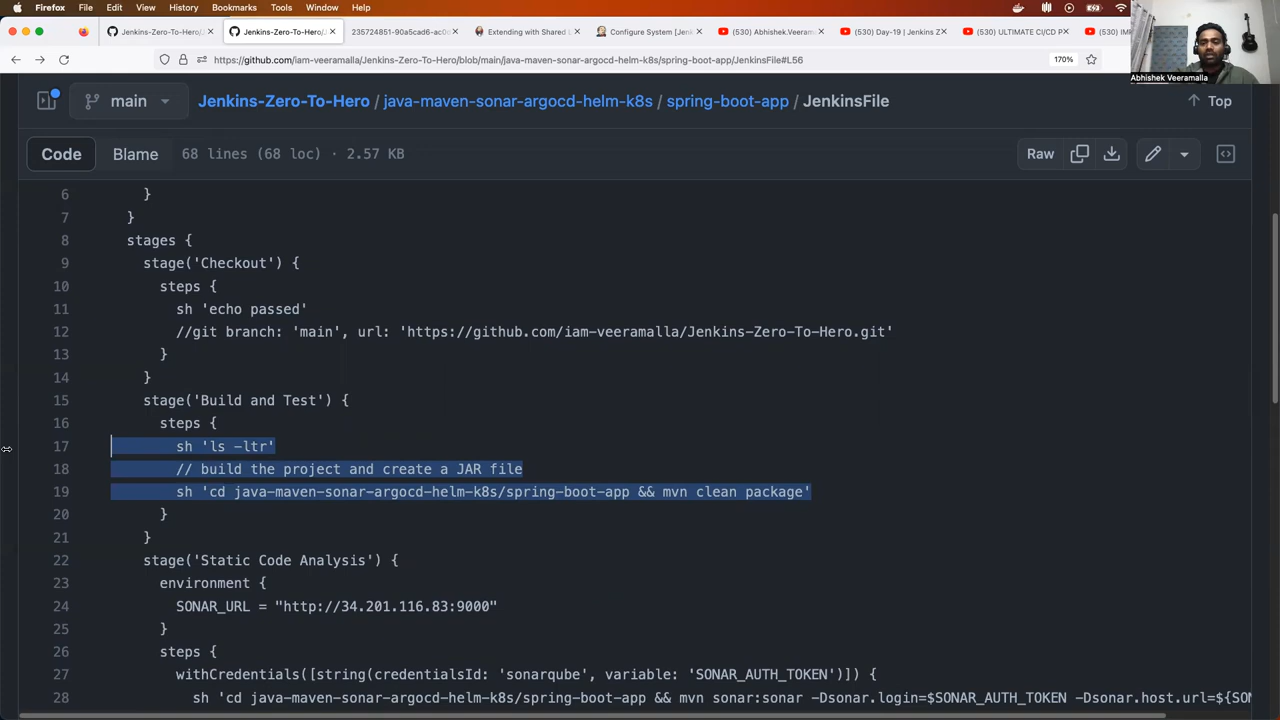 Firefox File Edit View History Bookmarks Tools Window Help
Jenkins-Zero-To-Hero/
Jenkins-Zero-To-Hero/
235724851-90a5cad6-ac0
Extending with Shared L
Configure System [Jenk
(530) Abhishek.Veeram
(530) Day-19 | Jenkins Z
(530) ULTIMATE CI/CD P
(530) IM
https://github.com/iam-veeramalla/Jenkins-Zero-To-Hero/blob/main/java-maven-sonar-argocd-helm-k8s/spring-boot-app/JenkinsFile#L56
170%
Abhishek Veeramalla
main
Jenkins-Zero-To-Hero / java-maven-sonar-argocd-helm-k8s / spring-boot-app / JenkinsFile
Top
Code Blame 68 lines (68 loc) · 2.57 KB
Raw
6 }
7 }
8 stages {
9 stage('Checkout') {
10 steps {
11 sh 'echo passed'
12 //git branch: 'main', url: 'https://github.com/iam-veeramalla/Jenkins-Zero-To-Hero.git'
13 }
14 }
15 stage('Build and Test') {
16 steps {
17 sh 'ls -ltr'
18 // build the project and create a JAR file
19 sh 'cd java-maven-sonar-argocd-helm-k8s/spring-boot-app && mvn clean package'
20 }
21 }
22 stage('Static Code Analysis') {
23 environment {
24 SONAR_URL = "http://34.201.116.83:9000"
25 }
26 steps {
27 withCredentials([string(credentialsId: 'sonarqube', variable: 'SONAR_AUTH_TOKEN')]) {
28 sh 'cd java-maven-sonar-argocd-helm-k8s/spring-boot-app && mvn sonar:sonar -Dsonar.login=$SONAR_AUTH_TOKEN -Dsonar.host.url=${SON